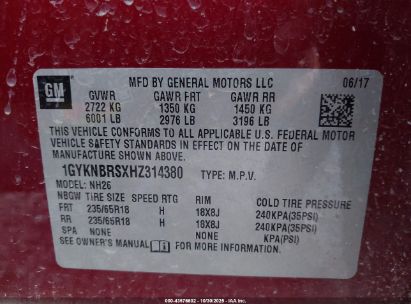 GM
MFD BY GENERAL MOTORS LLC 06/17
GVWR GAWR FRT GAWR RR
2722 KG 1350 KG 1450 KG
6001 LB 2976 LB 3196 LB
THIS VEHICLE CONFORMS TO ALL APPLICABLE U.S. FEDERAL MOTOR
VEHICLE SAFETY STANDARDS IN EFFECT ON THE DATE OF
MANUFACTURE SHOWN ABOVE.
1GYKNBRSXHZ314380 TYPE: M.P.V.
MODEL: NH26
NBGW TIRE SIZE SPEED RTG RIM COLD TIRE PRESSURE
FRT 235/65R18 H 18X8J 240KPA(35PSI)
RR 235/65R18 H 18X8J 240KPA(35PSI)
SPA NONE NONE KPA(PSI)
SEE OWNER'S MANUAL FOR MORE INFORMATION.